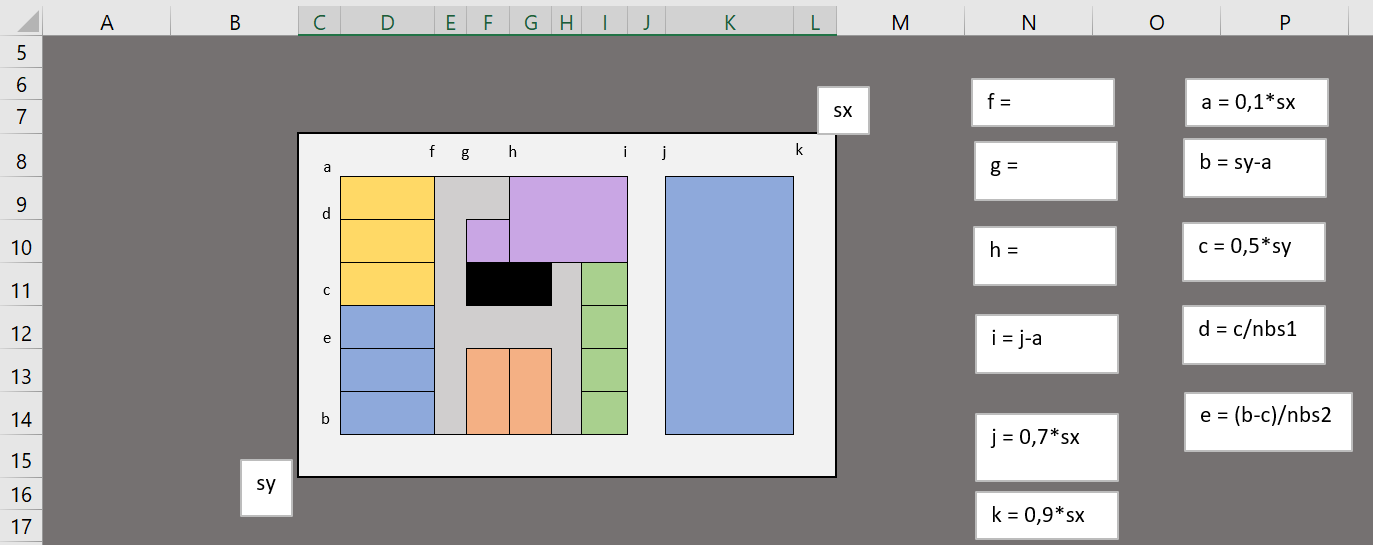 A B C D E F G H I J K L M N O P
5
6
7
8
9
10
11
12
13
14
15
16
17
sx
sy
f g h i j k
a
d
c
e
b
f =
g =
h =
i = j-a
j = 0,7*sx
k = 0,9*sx
a = 0,1*sx
b = sy-a
c = 0,5*sy
d = c/nbs1
e = (b-c)/nbs2